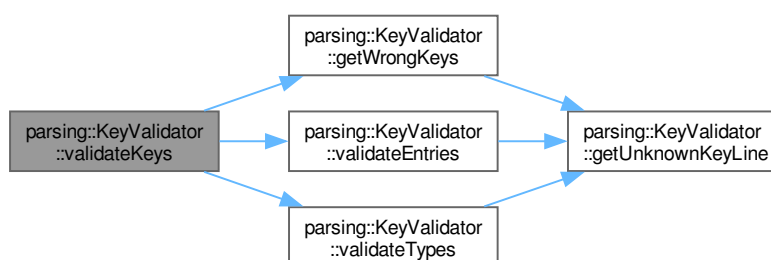 parsing::KeyValidator
::validateKeys
parsing::KeyValidator
::getWrongKeys
parsing::KeyValidator
::validateEntries
parsing::KeyValidator
::validateTypes
parsing::KeyValidator
::getUnknownKeyLine